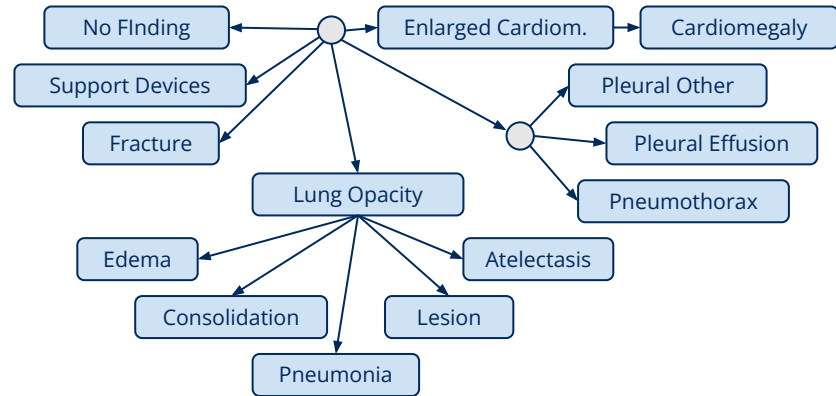 No FInding
Enlarged Cardiom.
Cardiomegaly
Support Devices
Pleural Other
Fracture
Pleural Effusion
Lung Opacity
Pneumothorax
Edema
Atelectasis
Consolidation
Lesion
Pneumonia